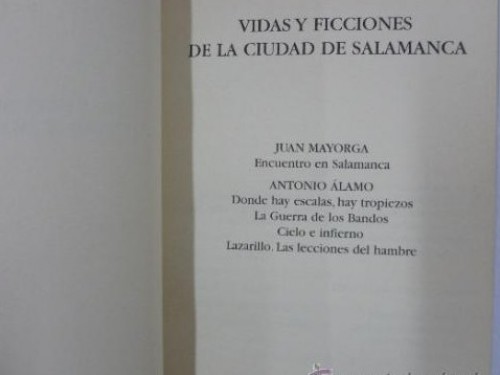 VIDAS Y FICCIONES
DE LA CIUDAD DE SALAMANCA
JUAN MAYORGA
Encuentro en Salamanca
ANTONIO ÁLAMO
Donde hay escalas, hay tropiezos
La Guerra de los Bandos
Cielo e infierno
Lazarillo. Las lecciones del hambre